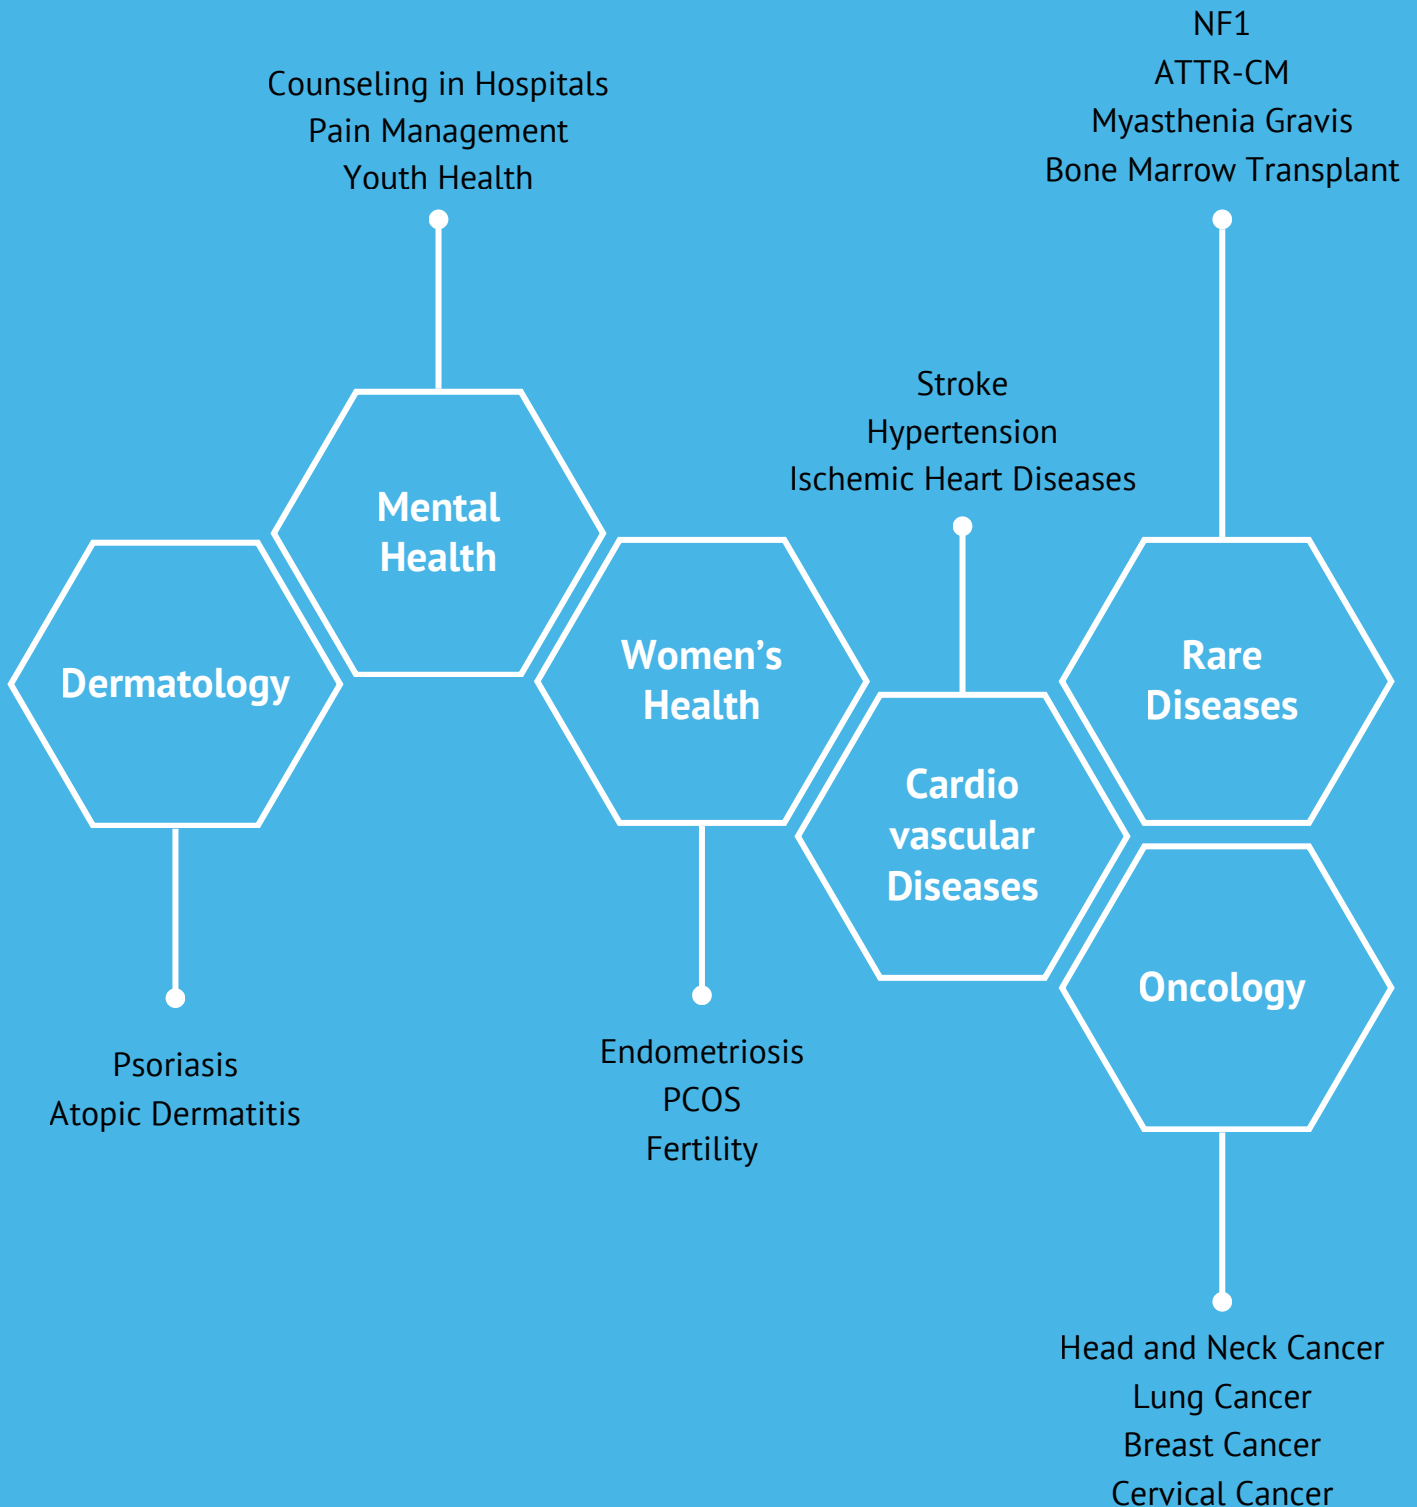 NF1
ATTR-CM
Myasthenia Gravis
Bone Marrow Transplant
Counseling in Hospitals
Pain Management
Youth Health
Stroke
Hypertension
Ischemic Heart Diseases
Mental
Health
Dermatology
Women’s
Health
Cardio
vascular
Diseases
Rare
Diseases
Oncology
Psoriasis
Atopic Dermatitis
Endometriosis
PCOS
Fertility
Head and Neck Cancer
Lung Cancer
Breast Cancer
Cervical Cancer